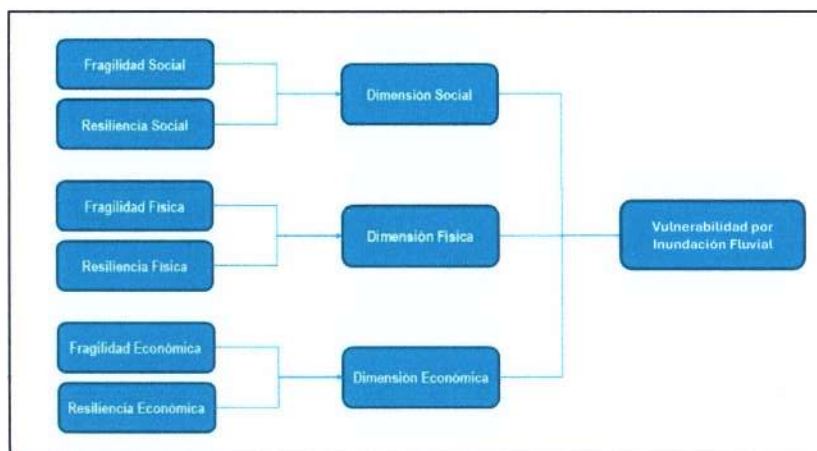 Fragilidad Social
Resiliencia Social
Dimensión Social
Fragilidad Física
Resiliencia Física
Dimensión Física
Fragilidad Económica
Resiliencia Económica
Dimensión Económica
Vulnerabilidad por
Inundación Fluvial